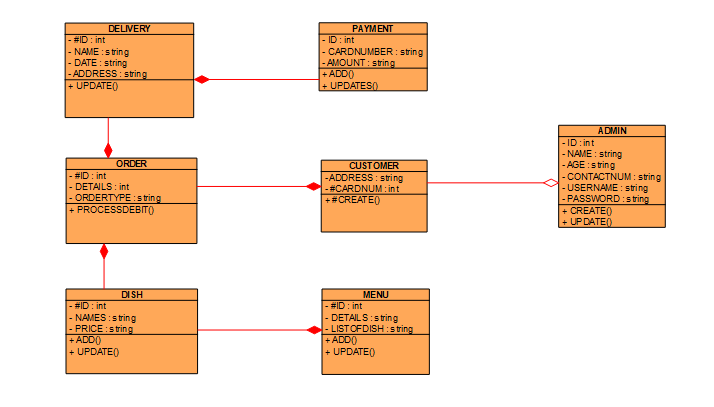 DELIVERY
- #ID : int
- NAME : string
- DATE : string
- ADDRESS : string
+ UPDATE()
PAYMENT
- ID : int
- CARDNUMBER : string
- AMOUNT : string
+ ADD()
+ UPDATES()
ORDER
- #ID : int
- DETAILS : int
- ORDERTYPE : string
+ PROCESSDEBIT()
CUSTOMER
- ADDRESS : string
- #CARDNUM : int
+ #CREATE()
ADMIN
- ID : int
- NAME : string
- AGE : string
- CONTACTNUM : string
- USERNAME : string
- PASSWORD : string
+ CREATE()
+ UPDATE()
DISH
- #ID : int
- NAMES : string
- PRICE : string
+ ADD()
+ UPDATE()
MENU
- #ID : int
- DETAILS : string
- LISTOFDISH : string
+ ADD()
+ UPDATE()